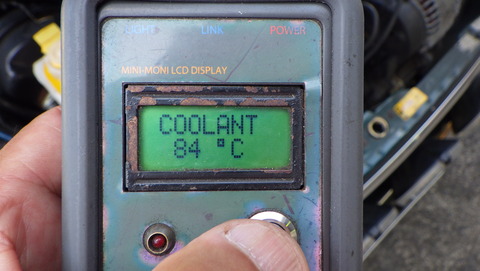 LIGHT LINK POWER
MINI-MONI LCD DISPLAY
COOLANT
84 °C